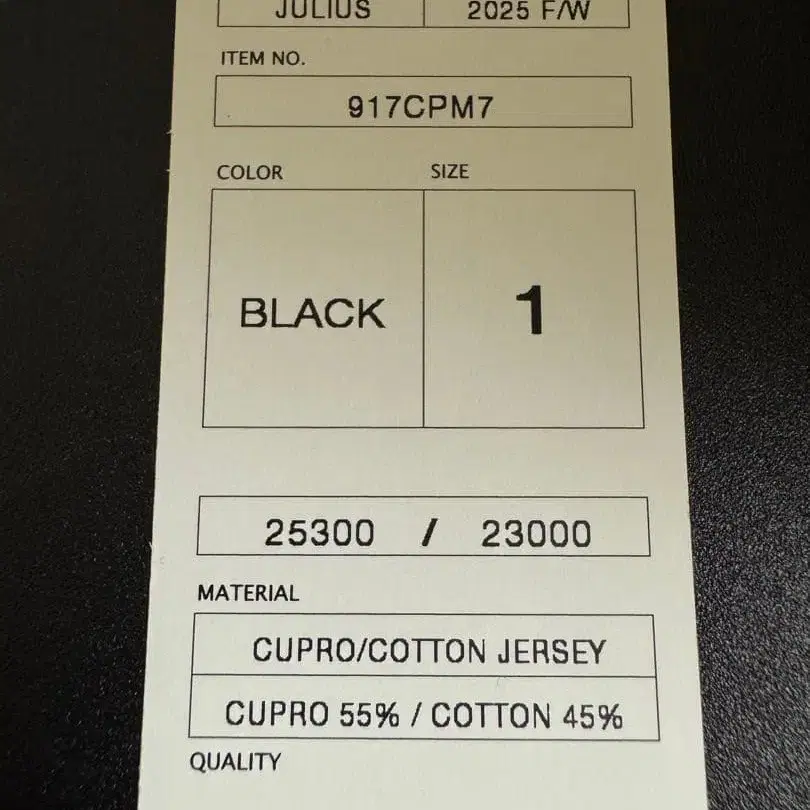 JULIUS 2025 F/W
ITEM NO.
917CPM7
COLOR SIZE
BLACK 1
25300 / 23000
MATERIAL
CUPRO/COTTON JERSEY
CUPRO 55% / COTTON 45%
QUALITY